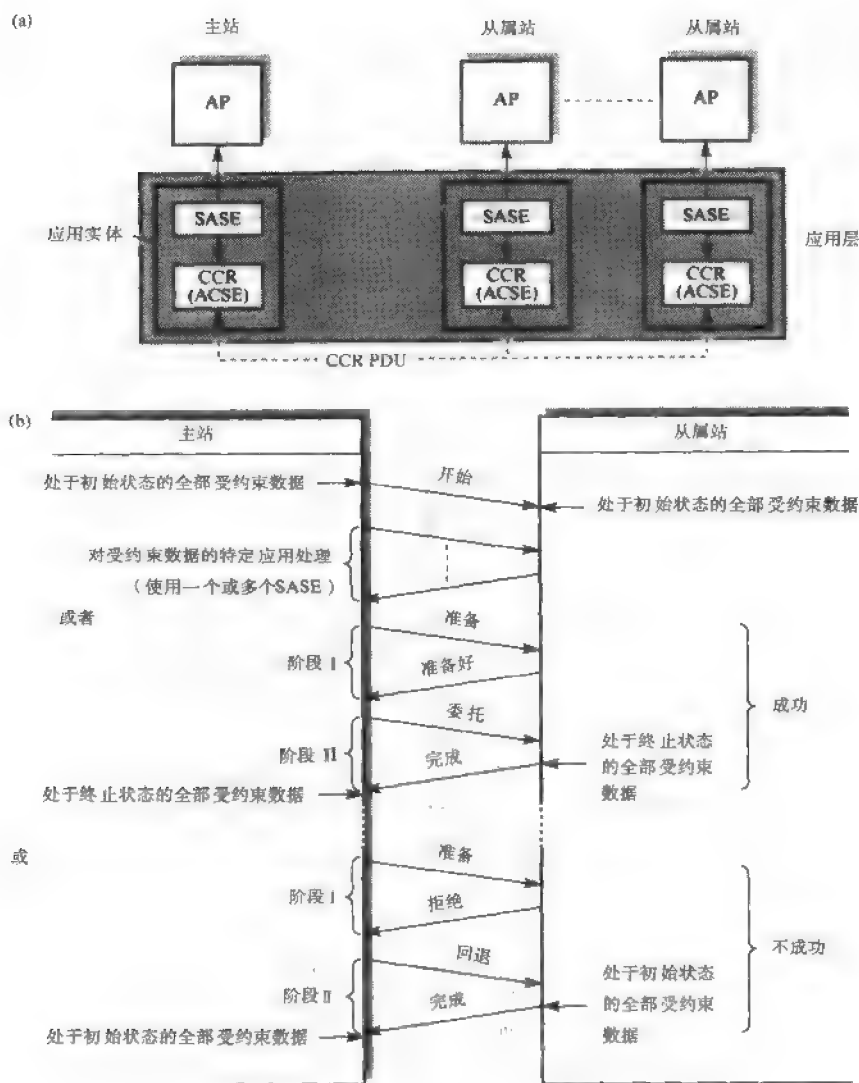 (a)
主站
从属站
从属站
AP
AP
AP
应用实体
SASE
SASE
SASE
应用层
CCR
(ACSE)
CCR
(ACSE)
CCR
(ACSE)
CCR PDU
(b)
主站
从属站
处于初始状态的全部受约束数据
开始
处于初始状态的全部受约束数据
对受约束数据的特定应用处理
(使用一个或多个SASE)
或者
准备
阶段 I
准备好
成功
委托
阶段 II
完成
处于终止状态
的全部受约束
数据
处于终止状态的全部受约束数据
或
准备
阶段 I
拒绝
不成功
回退
阶段 II
完成
处于初始状态
的全部受约束
数据
处于初始状态的全部受约束数据